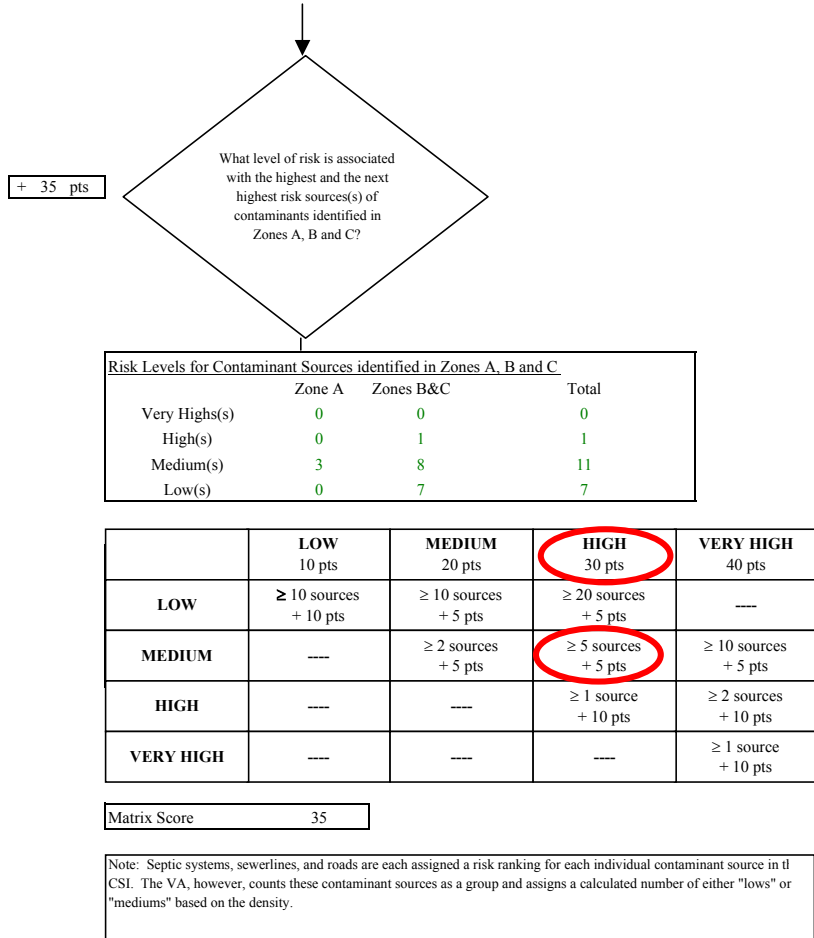 What level of risk is associated
with the highest and the next
highest risk sources(s) of
contaminants identified in
Zones A, B and C?
+ 35 pts
Risk Levels for Contaminant Sources identified in Zones A, B and C
Zone A Zones B&C Total
Very Highs(s) 0 0 0
High(s) 0 1 1
Medium(s) 3 8 11
Low(s) 0 7 7
LOW MEDIUM HIGH VERY HIGH
10 pts 20 pts 30 pts 40 pts
LOW ≥ 10 sources + 10 pts ≥ 10 sources + 5 pts ≥ 20 sources + 5 pts ----
MEDIUM ---- ≥ 2 sources + 5 pts ≥ 5 sources + 5 pts ≥ 10 sources + 5 pts
HIGH ---- ---- ≥ 1 source + 10 pts ≥ 2 sources + 10 pts
VERY HIGH ---- ---- ---- ≥ 1 source + 10 pts
Matrix Score 35
Note: Septic systems, sewerlines, and roads are each assigned a risk ranking for each individual contaminant source in
CSI. The VA, however, counts these contaminant sources as a group and assigns a calculated number of either "lows" or
"mediums" based on the density.